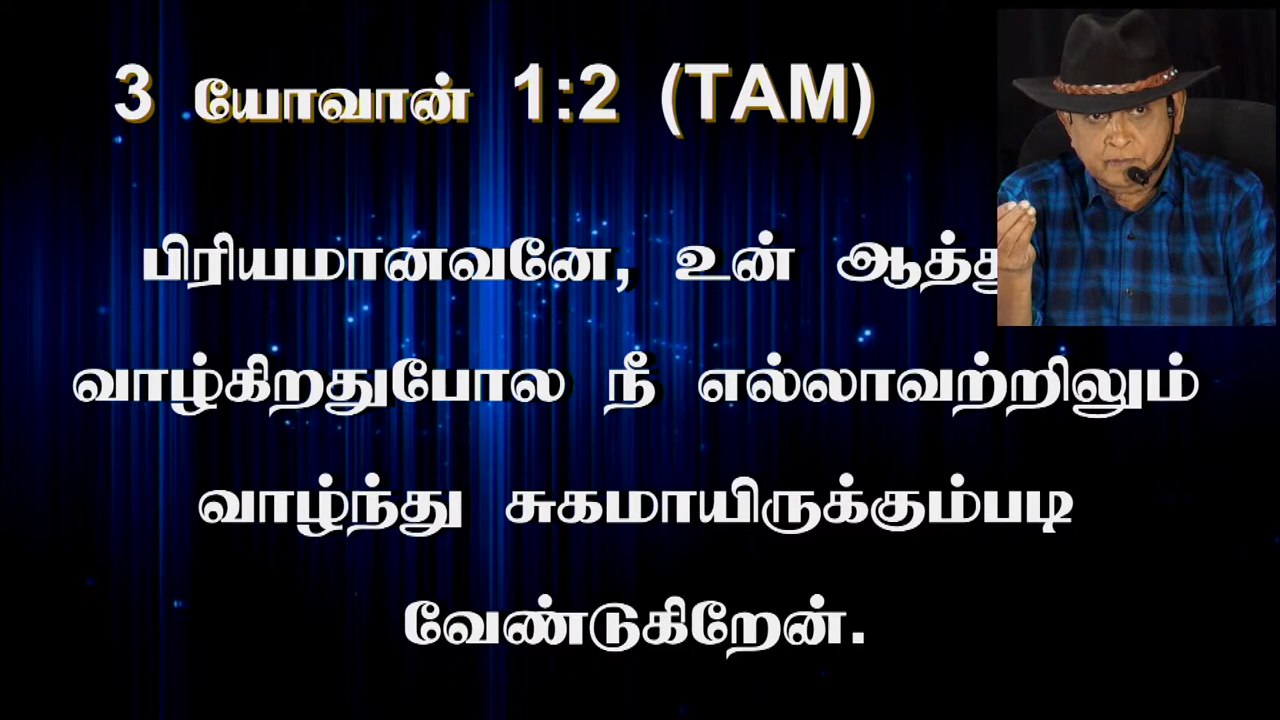 3 யோவான் 1:2 (TAM)
பிரியமானவனே, உன்
வாழ்கிறதுபோல நீ எல்லாவற்றிலும்
வாழ்ந்து சுகமாயிருக்கும்படி
வேண்டுகிறேன்.